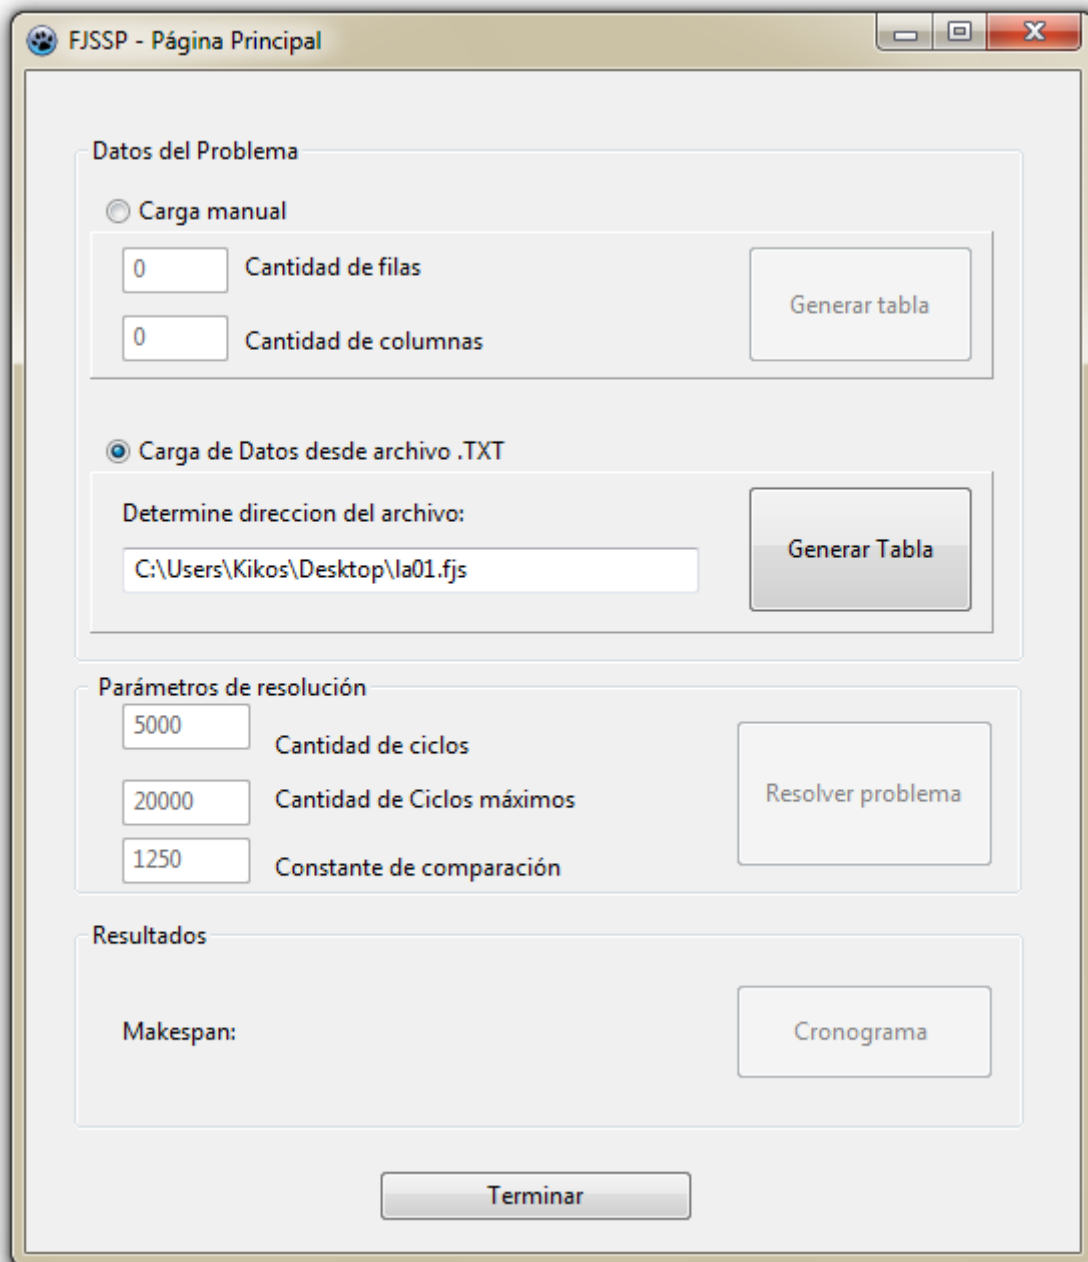 FJSSP - Página Principal
Datos del Problema
Carga manual
0 Cantidad de filas
Generar tabla
0 Cantidad de columnas
Carga de Datos desde archivo .TXT
Determine direccion del archivo:
C:\Users\Kikos\Desktop\la01.fjs
Generar Tabla
Parámetros de resolución
5000 Cantidad de ciclos
20000 Cantidad de Ciclos máximos
Resolver problema
1250 Constante de comparación
Resultados
Makespan:
Cronograma
Terminar